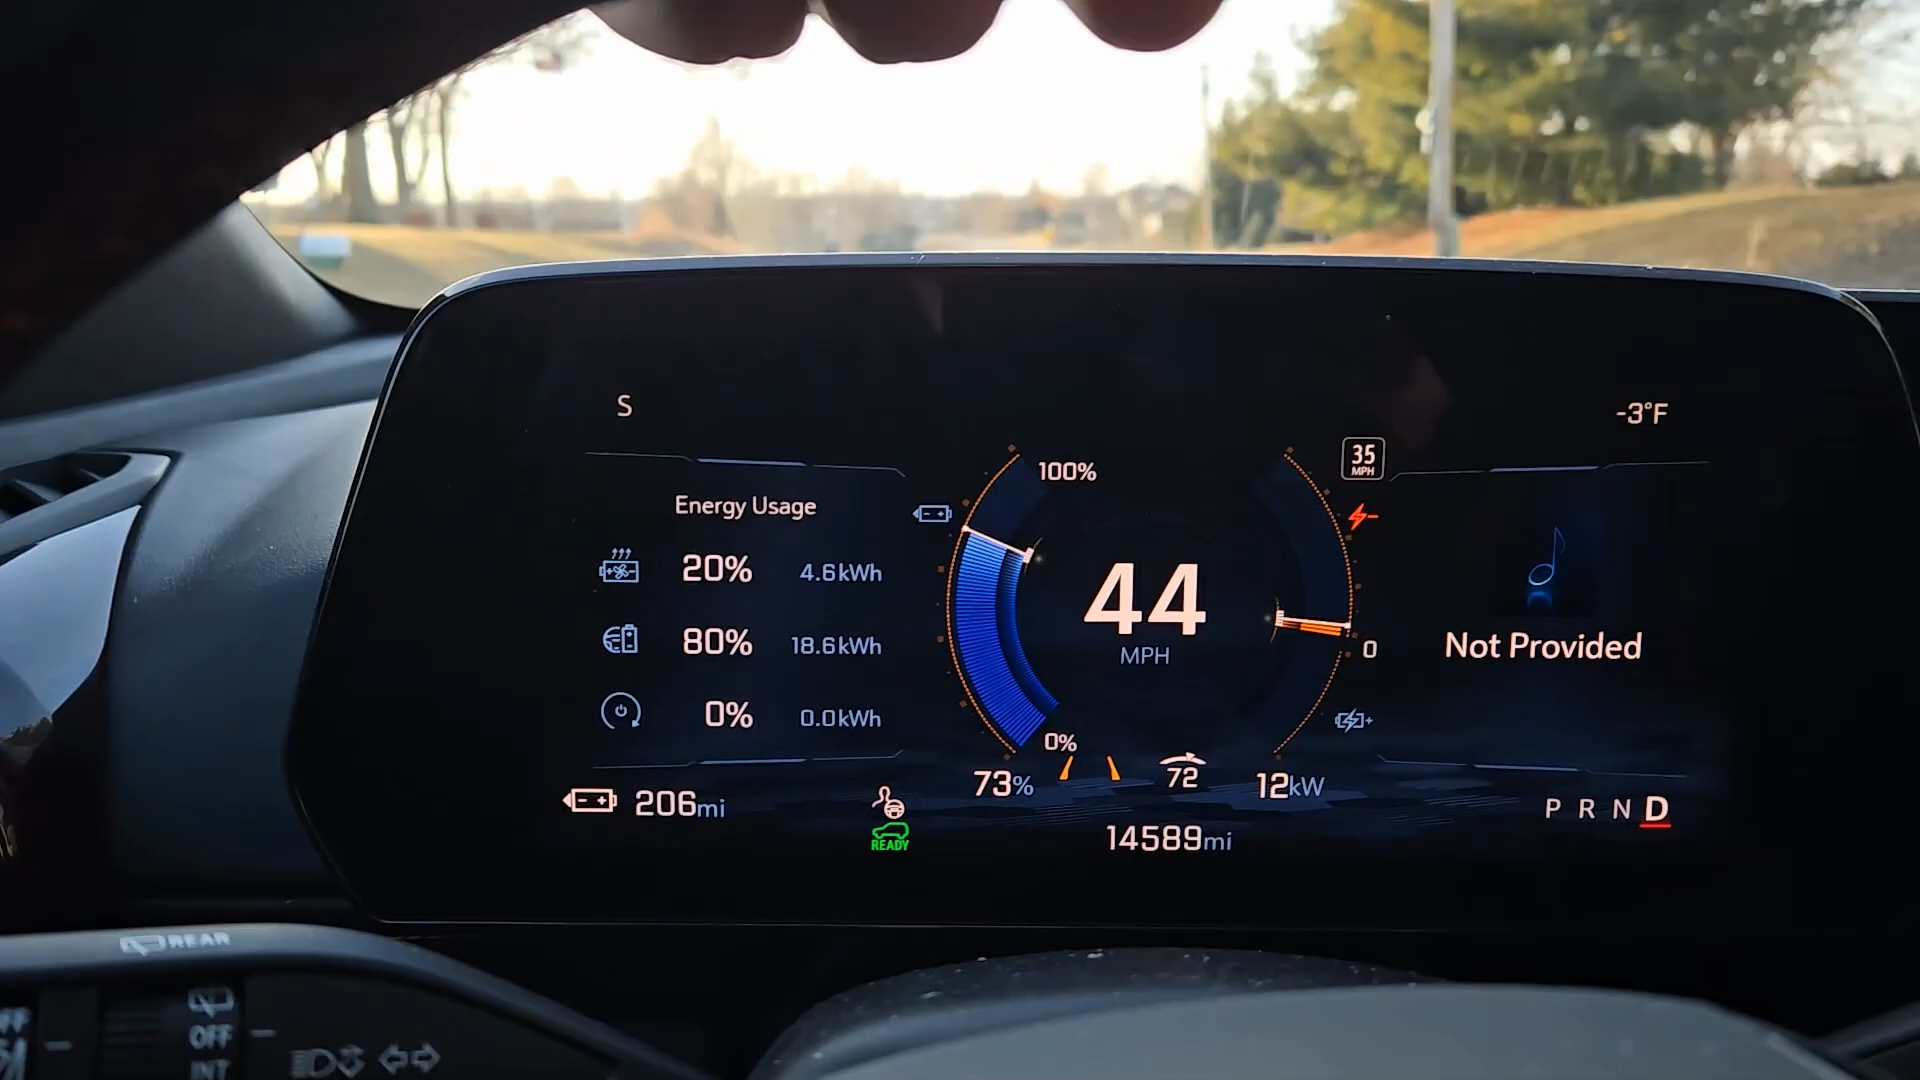 S
-3°F
35
MPH
100%
Energy Usage
20% 4.6kWh
44
80% 18.6kWh
MPH
0
Not Provided
0% 0.0kWh
0%
73%
72
12kW
206mi
P R N D
READY
14589mi
REAR
OFF
INT